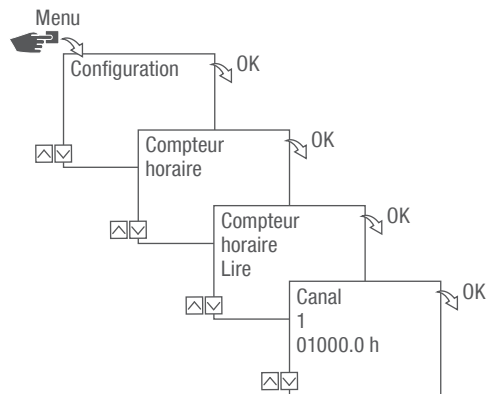 Menu
Configuration
OK
Compteur
horaire
OK
Compteur
horaire
Lire
OK
Canal
1
01000.0 h
OK